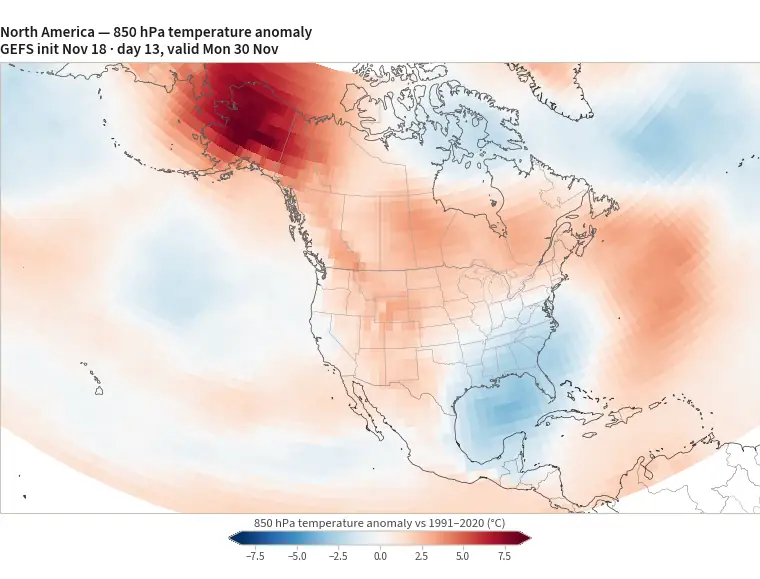 North America — 850 hPa temperature anomaly
GEFS init Nov 18 · day 13, valid Mon 30 Nov
850 hPa temperature anomaly vs 1991–2020 (°C)
−7.5 −5.0 −2.5 0.0 2.5 5.0 7.5